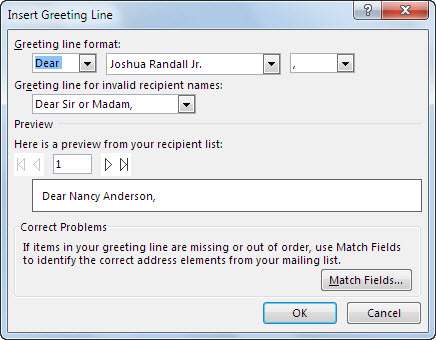 Insert Greeting Line
Greeting line format:
Dear Joshua Randall Jr. ,
Greeting line for invalid recipient names:
Dear Sir or Madam,
Preview
Here is a preview from your recipient list:
1
Dear Nancy Anderson,
Correct Problems
If items in your greeting line are missing or out of order, use Match Fields
to identify the correct address elements from your mailing list.
Match Fields...
OK Cancel